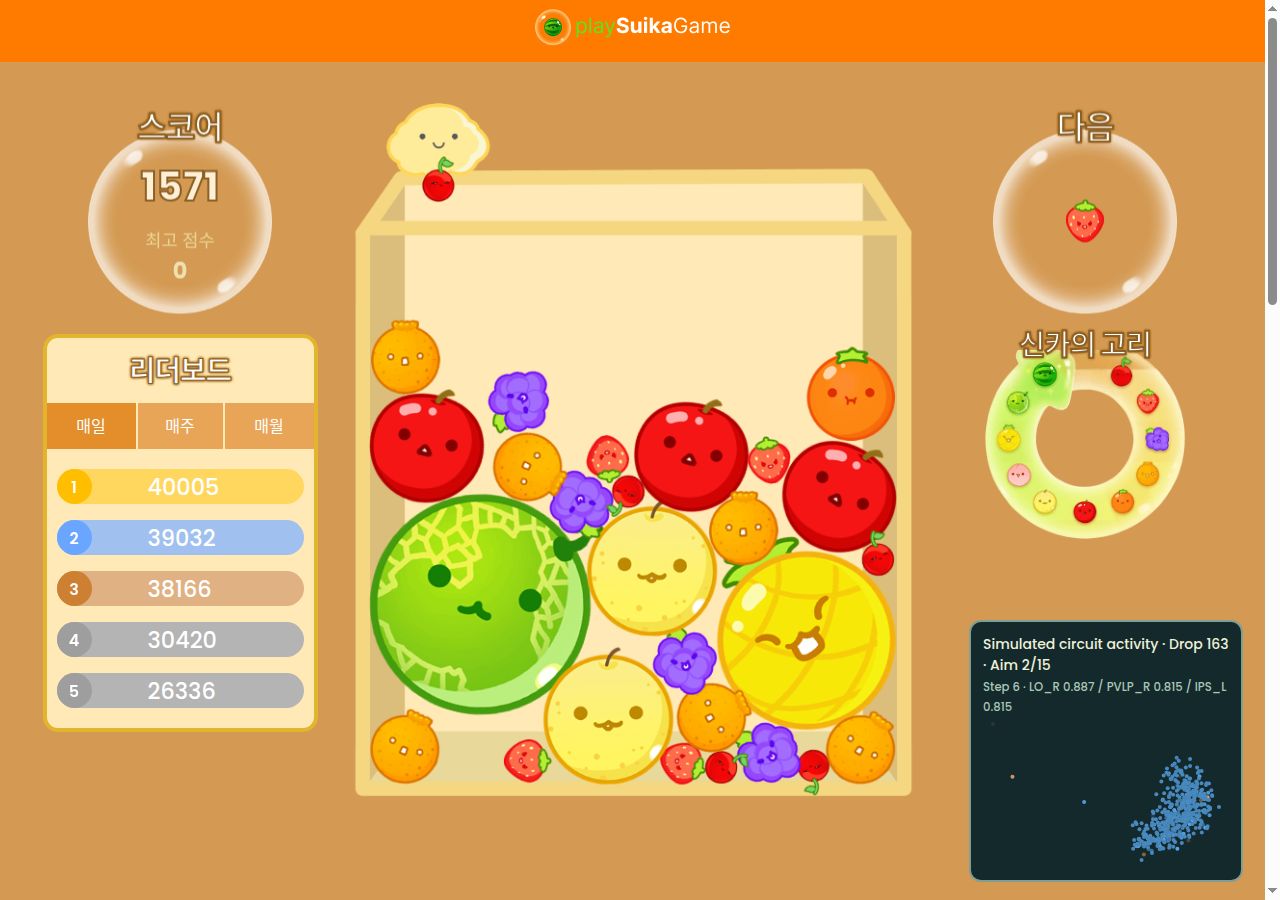 playSuikaGame
스코어
1571
최고 점수
0
리더보드
매일 매주 매월
1 40005
2 39032
3 38166
4 30420
5 26336
다음
신카의 고리
Simulated circuit activity · Drop 163
· Aim 2/15
Step 6 · LO_R 0.887 / PVLP_R 0.815 / IPS_L
0.815